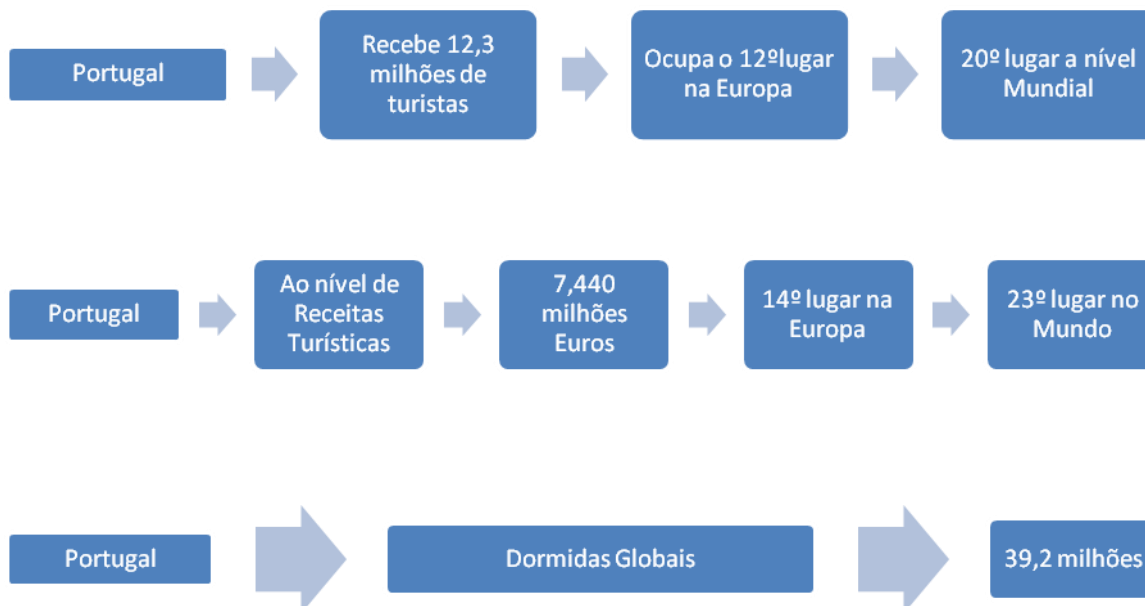 Portugal
Recebe 12,3
milhões de
turistas
Ocupa o 12ºlugar
na Europa
20º lugar a nível
Mundial
Portugal
Ao nível de
Receitas
Turísticas
7,440
milhões
Euros
14º lugar na
Europa
23º lugar no
Mundo
Portugal
Dormidas Globais
39,2 milhões